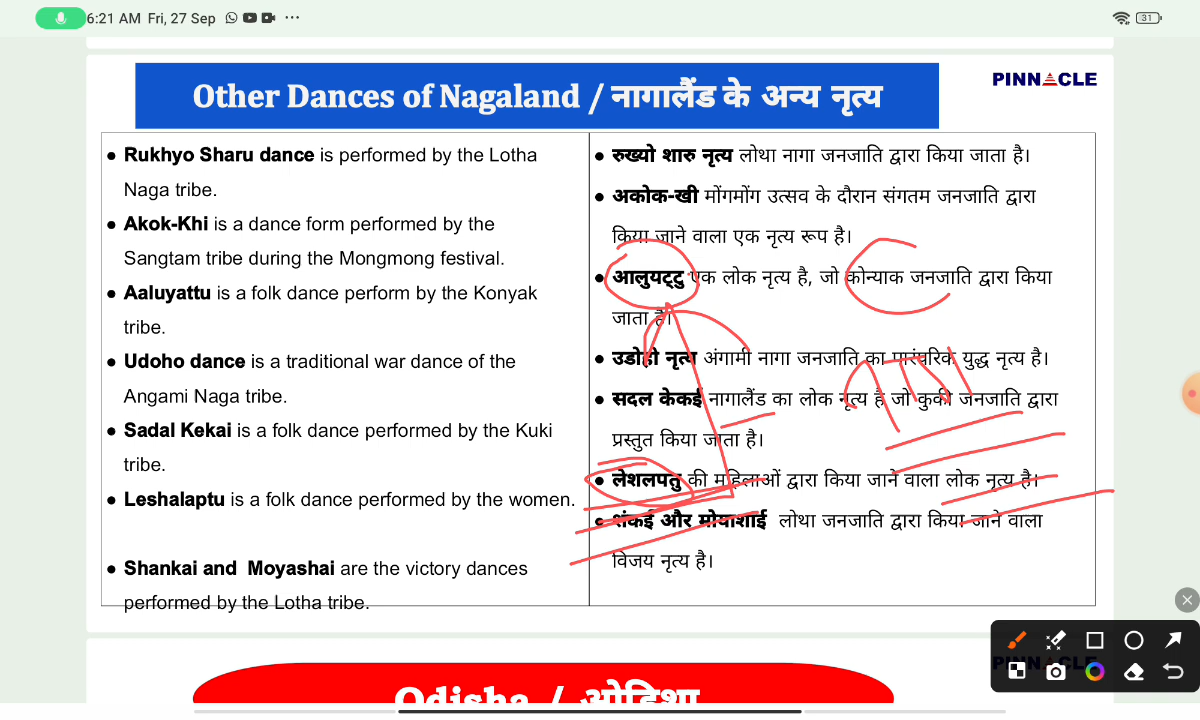 6:21 AM Fri, 27 Sep
31
Other Dances of Nagaland / नागालैंड के अन्य नृत्य
PINNACLE
● Rukhyo Sharu dance is performed by the Lotha
Naga tribe.
● Akok-Khi is a dance form performed by the
Sangtam tribe during the Mongmong festival.
● Aaluyattu is a folk dance perform by the Konyak
tribe.
● Udoho dance is a traditional war dance of the
Angami Naga tribe.
● Sadal Kekai is a folk dance performed by the Kuki
tribe.
● Leshalaptu is a folk dance performed by the women.
● Shankai and Moyashai are the victory dances
performed by the Lotha tribe.
● रुख्यो शारु नृत्य लोथा नागा जनजाति द्वारा किया जाता है।
● अकोक-खी मोंगमोंग उत्सव के दौरान संगतम जनजाति द्वारा
किया जाने वाला एक नृत्य रूप है।
● आलुयट्टु एक लोक नृत्य है, जो कोन्याक जनजाति द्वारा किया
जाता है।
● उडोहो नृत्य अंगामी नागा जनजाति का पारंपरिक युद्ध नृत्य है।
● सदल केकई नागालैंड का लोक नृत्य है जो कुकी जनजाति द्वारा
प्रस्तुत किया जाता है।
● लेशलपतु की महिलाओं द्वारा किया जाने वाला लोक नृत्य है।
● शंकई और मोयाशाई लोथा जनजाति द्वारा किया जाने वाला
विजय नृत्य है।
Odisha / ओडिशा
PINNACLE